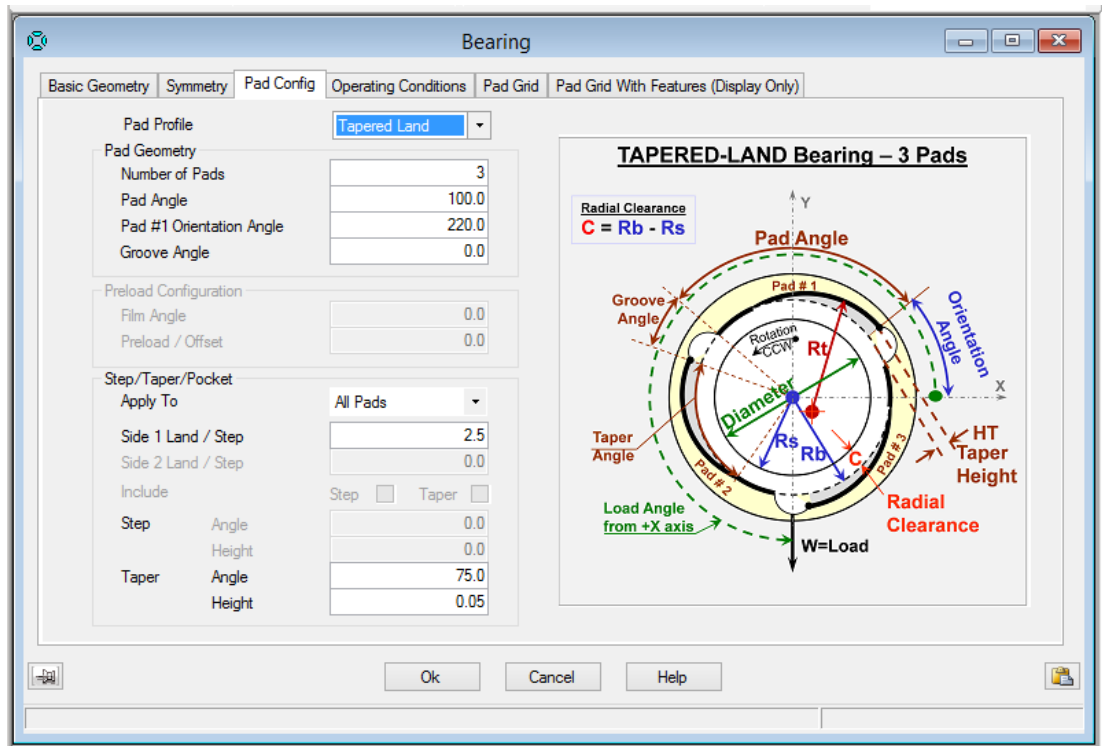 Bearing
Basic Geometry Symmetry Pad Config Operating Conditions Pad Grid Pad Grid With Features (Display Only)
Pad Profile Tapered Land
Pad Geometry
Number of Pads 3
Pad Angle 100.0
Pad #1 Orientation Angle 220.0
Groove Angle 0.0
Preload Configuration
Film Angle 0.0
Preload / Offset 0.0
Step/Taper/Pocket
Apply To All Pads
Side 1 Land / Step 2.5
Side 2 Land / Step 0.0
Include Step Taper
Step Angle 0.0
Height 0.0
Taper Angle 75.0
Height 0.05
TAPERED-LAND Bearing – 3 Pads
Radial Clearance
C = Rb - Rs
Y
Pad Angle
Pad # 1
Groove
Angle
Orientation
Angle
Rotation
CCW
Rt
X
Diameter
Rs
Rb
C
HT
Taper
Height
Taper
Angle
Pad # 2
Pad # 3
Load Angle
from +X axis
Radial
Clearance
W=Load
Ok Cancel Help